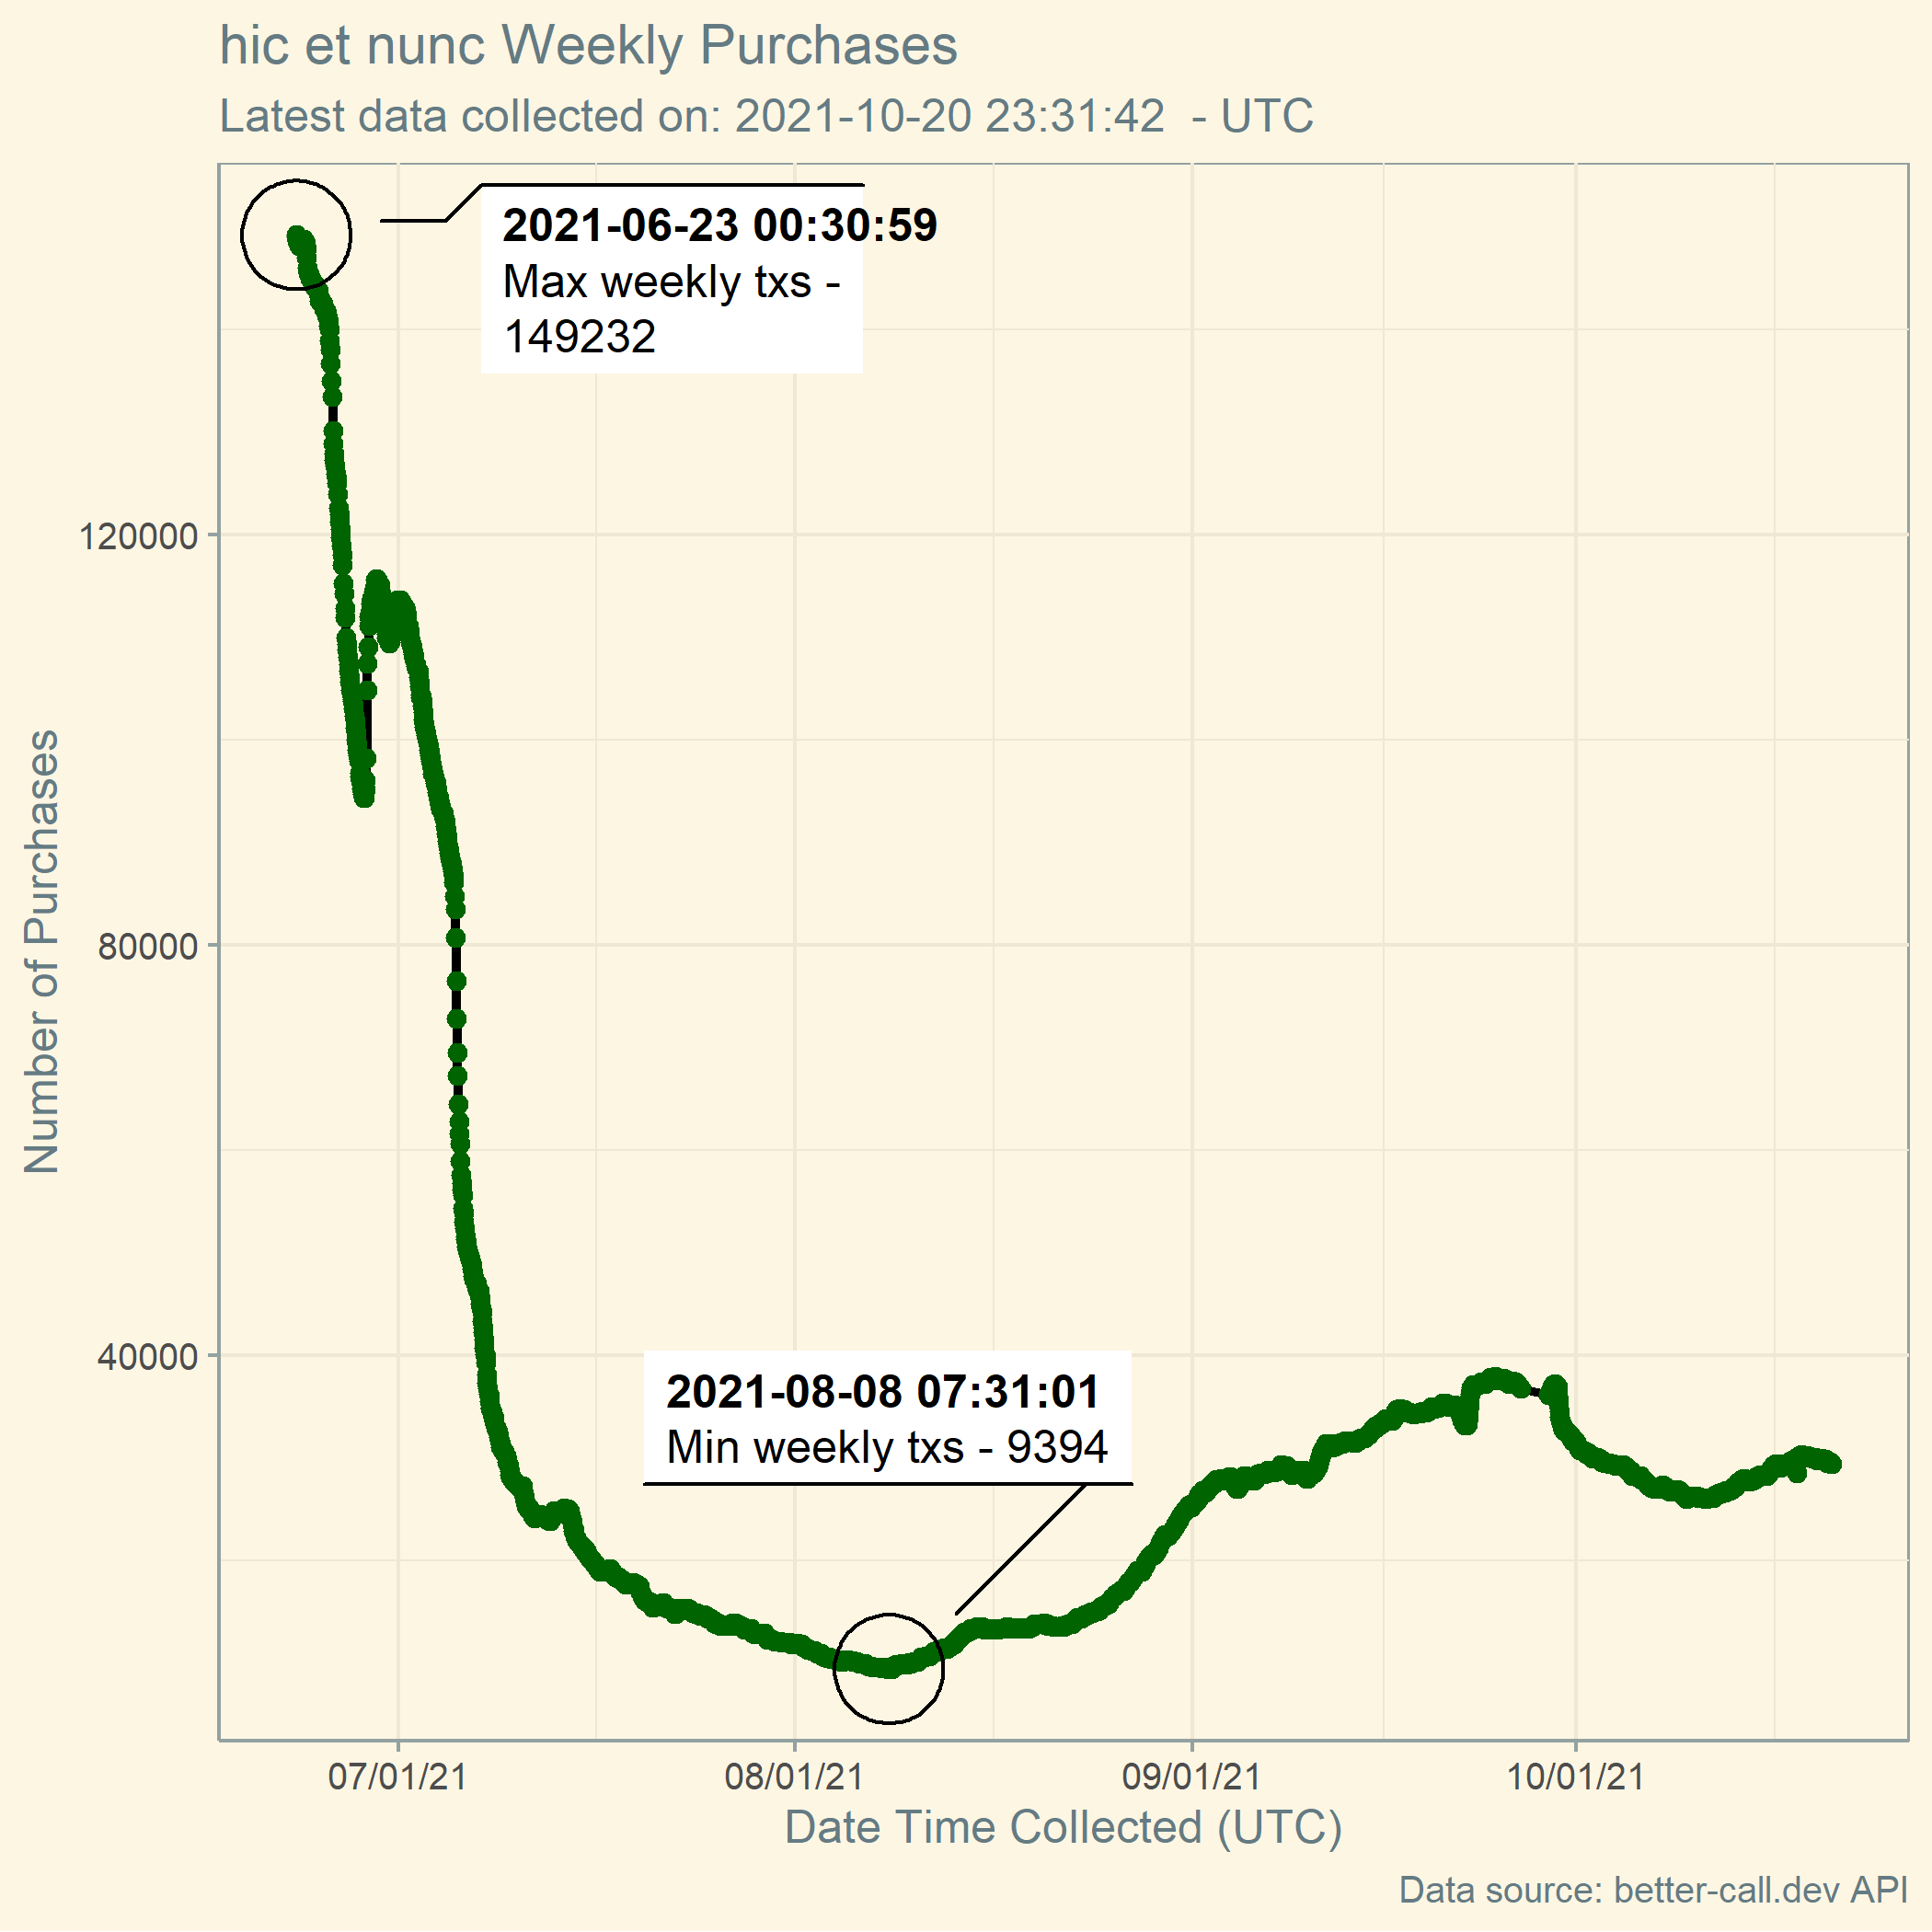 hic et nunc Weekly Purchases
Latest data collected on: 2021-10-20 23:31:42  - UTC
2021-06-23 00:30:59
Max weekly txs -
149232
120000
80000
40000
Number of Purchases
2021-08-08 07:31:01
Min weekly txs - 9394
07/01/21 08/01/21 09/01/21 10/01/21
Date Time Collected (UTC)
Data source: better-call.dev API